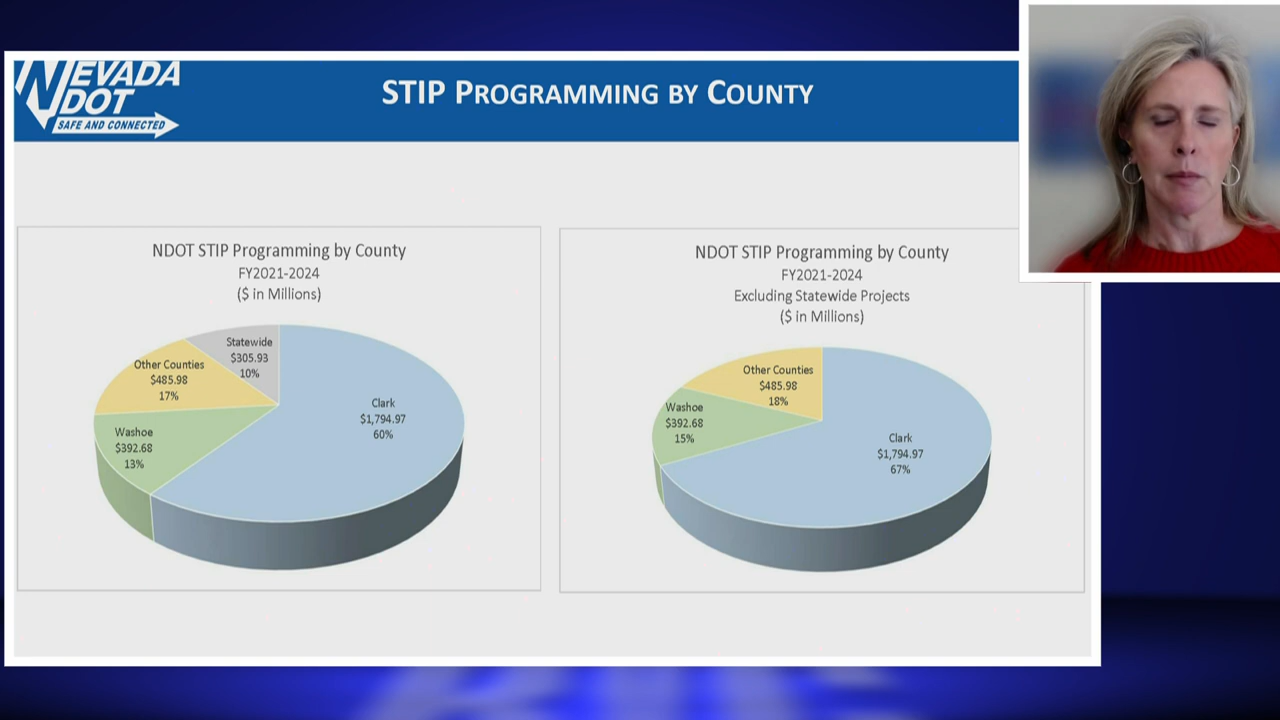 NEVADA
DOT
SAFE AND CONNECTED
STIP PROGRAMMING BY COUNTY
NDOT STIP Programming by County
FY2021-2024
($ in Millions)
Statewide
$305.93
10%
Other Counties
$485.98
17%
Clark
$1,794.97
60%
Washoe
$392.68
13%
NDOT STIP Programming by County
FY2021-2024
Excluding Statewide Projects
($ in Millions)
Other Counties
$485.98
18%
Washoe
$392.68
15%
Clark
$1,794.97
67%